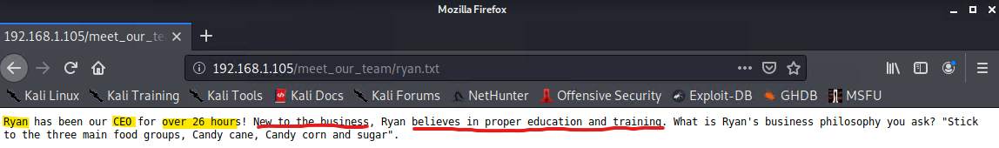 Mozilla Firefox
192.168.1.105/meet_our_te
192.168.1.105/meet_our_team/ryan.txt
Kali Linux Kali Training Kali Tools Kali Docs Kali Forums NetHunter Offensive Security Exploit-DB GHDB MSFU
Ryan has been our CEO for over 26 hours! New to the business, Ryan believes in proper education and training. What is Ryan's business philosophy you ask? "Stick
to the three main food groups, Candy cane, Candy corn and sugar".